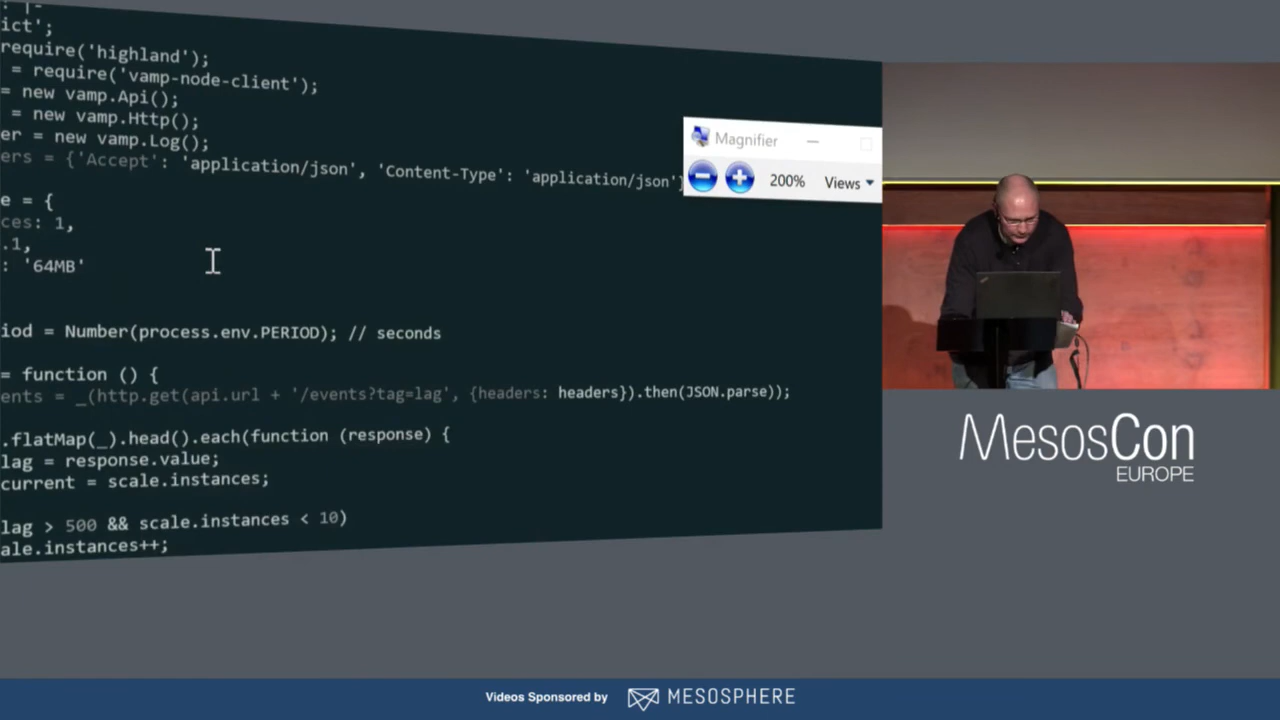 : |-
ict';
require('highland');
= require('vamp-node-client');
= new vamp.Api();
= new vamp.Http();
er = new vamp.Log();
ers = {'Accept': 'application/json', 'Content-Type': 'application/json'}
e = {
ces: 1,
.1,
: '64MB'
iod = Number(process.env.PERIOD); // seconds
= function () {
ents = _(http.get(api.url + '/events?tag=lag', {headers: headers}).then(JSON.parse));
.flatMap(_).head().each(function (response) {
lag = response.value;
current = scale.instances;
lag > 500 && scale.instances < 10)
ale.instances++;
Magnifier
200% Views
MesosCon
EUROPE
Videos Sponsored by MESOSPHERE